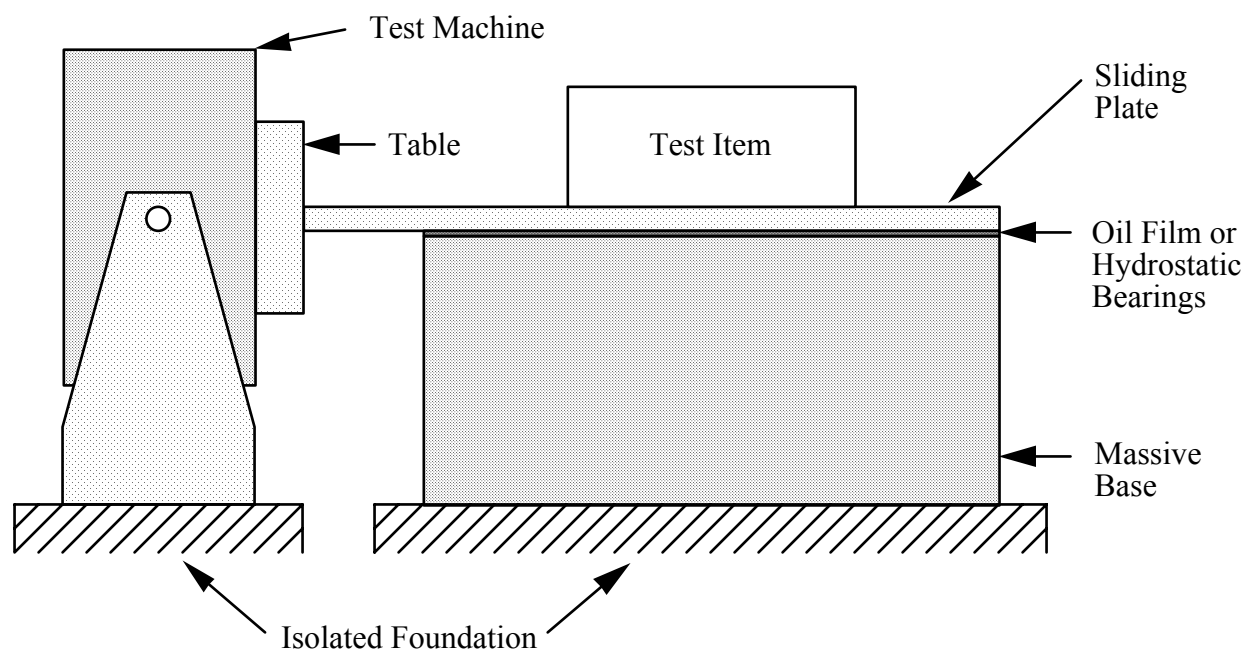 Test Machine
Sliding
Plate
Table
Test Item
Oil Film or
Hydrostatic
Bearings
Massive
Base
Isolated Foundation